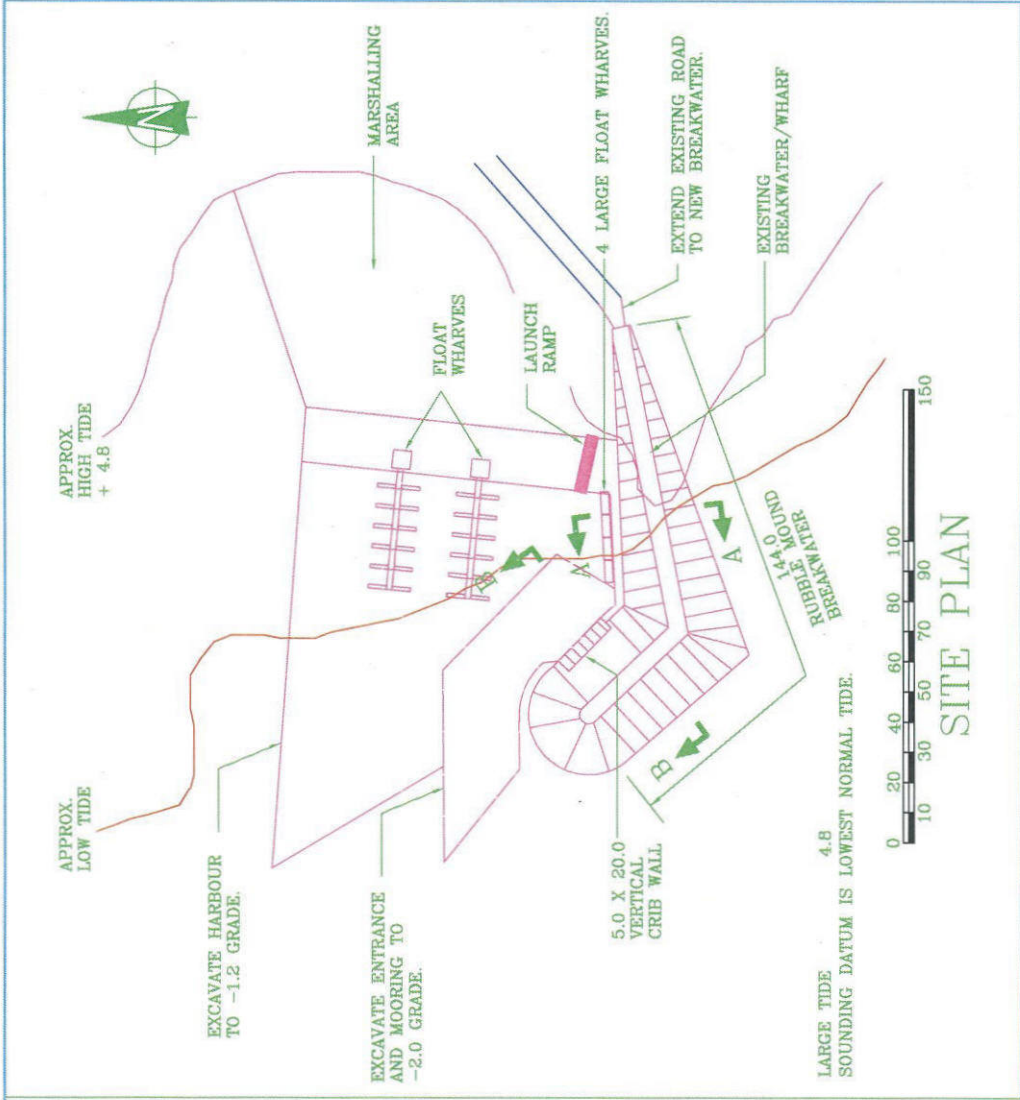 APPROX.
LOW TIDE
APPROX.
HIGH TIDE
+ 4.8
N
EXCAVATE HARBOUR
TO -1.2 GRADE.
MARSHALLING
AREA
FLOAT
WHARVES
EXCAVATE ENTRANCE
AND MOORING TO
-2.0 GRADE.
LAUNCH
RAMP
B
A
4 LARGE FLOAT WHARVES.
EXTEND EXISTING ROAD
TO NEW BREAKWATER.
5.0 X 20.0
VERTICAL
CRIB WALL
B
A
EXISTING
BREAKWATER/WHARF
144.0
RUBBLE MOUND
BREAKWATER
LARGE TIDE 4.8
SOUNDING DATUM IS LOWEST NORMAL TIDE.
0 20 40 60 80 100
10 30 50 70 90 150
SITE PLAN